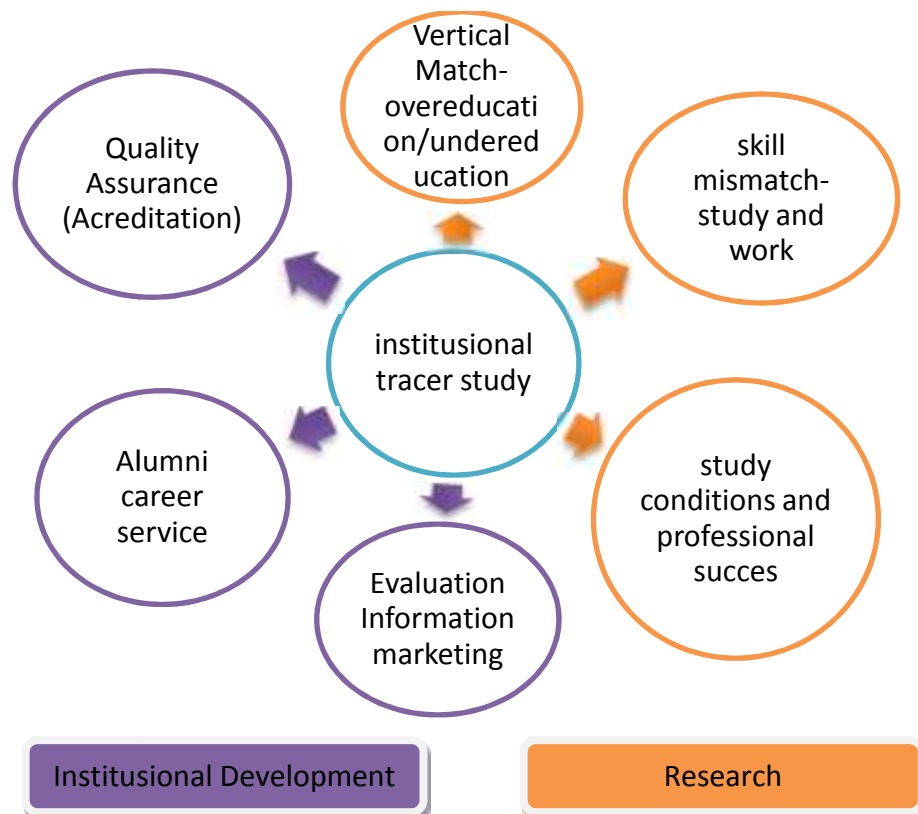 Vertical
Match-
overeducati
on/undered
ucation
Quality
Assurance
(Acreditation)
skill
mismatch-
study and
work
institusional
tracer study
Alumni
career
service
study
conditions and
professional
succes
Evaluation
Information
marketing
Institusional Development
Research